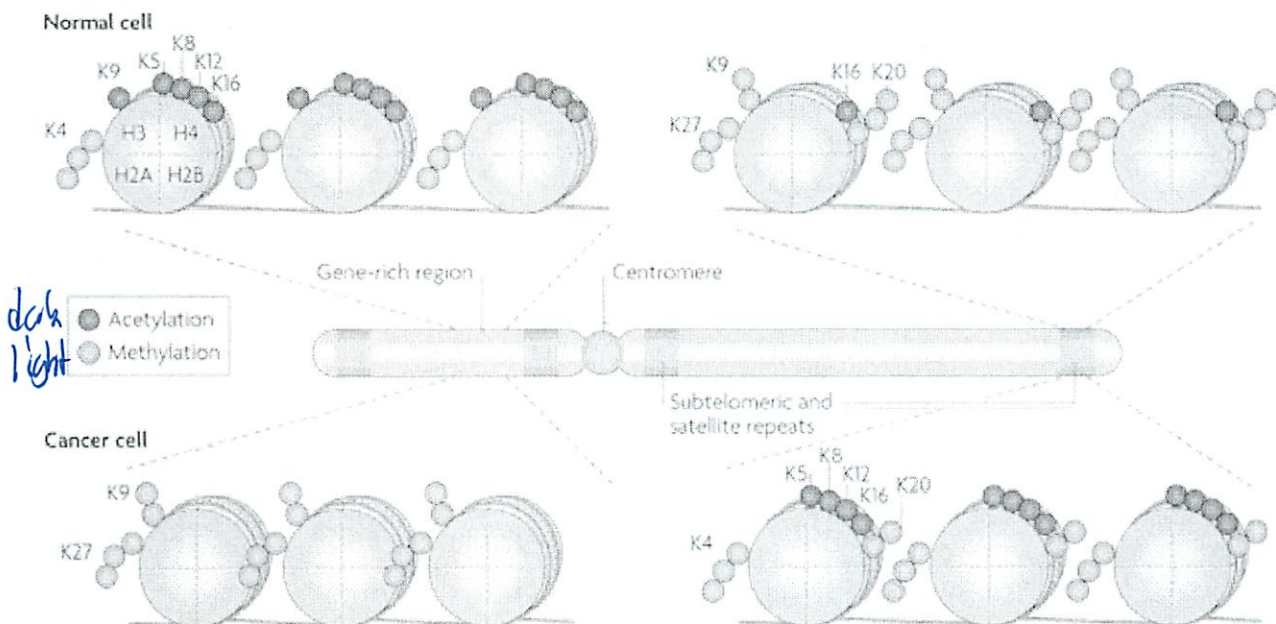 Normal cell
K8
K5
K12
K9
K16
K4
H3 H4
H2A H2B
K9
K16
K20
K27
Gene-rich region
Centromere
dark
Acetylation
light
Methylation
Subtelomeric and
satellite repeats
Cancer cell
K9
K27
K8
K5
K12
K16
K20
K4